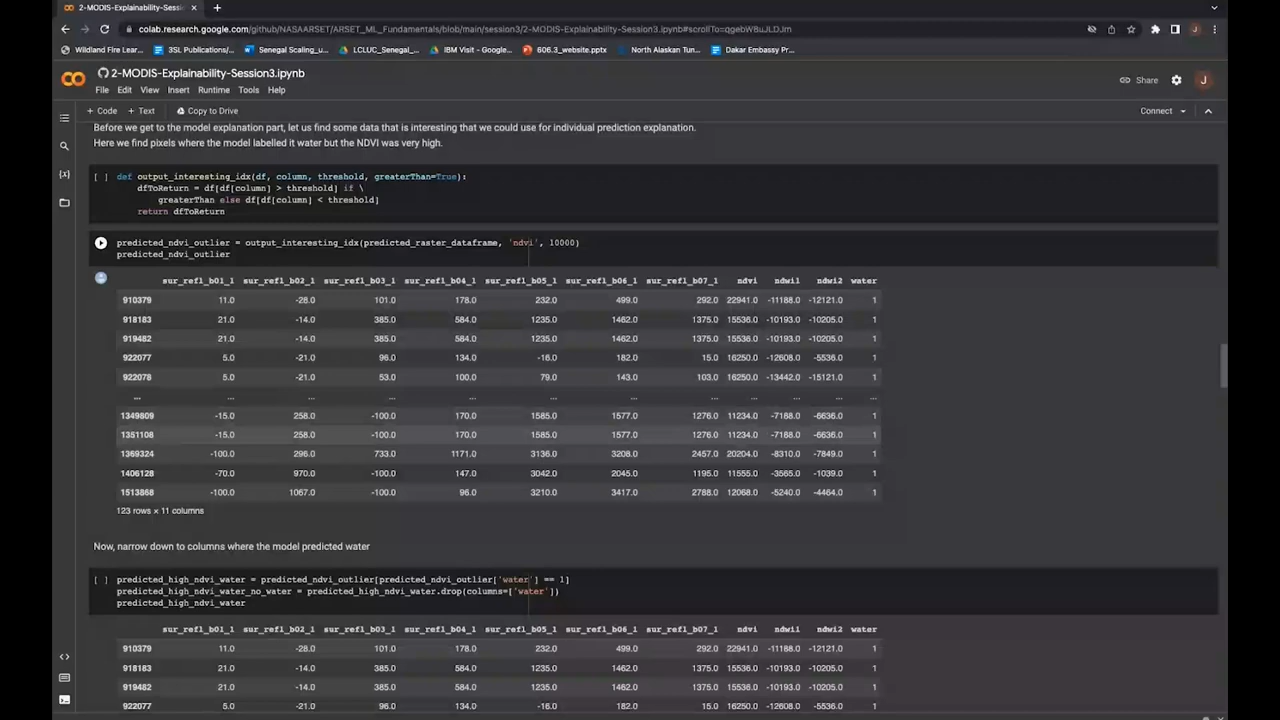 2-MODIS-Explainability-Session3.ipynb
colab.research.google.com/github/NASAARSET/ARSET_ML_Fundamentals/blob/main/session3/2-MODIS-Explainability-Session3.ipynb#scrollTo=qgebWBuJLDJm
Wildland Fire Lear... 3SL Publications/... Senegal Scaling_u... LCLUC_Senegal_... IBM Visit - Google... 606.3_website.pptx North Alaskan Tun... Dakar Embassy Pr...
2-MODIS-Explainability-Session3.ipynb
Share J
File Edit View Insert Runtime Tools Help
+ Code + Text Copy to Drive Connect
Before we get to the model explanation part, let us find some data that is interesting that we could use for individual prediction explanation.
Here we find pixels where the model labelled it water but the NDVI was very high.
[ ] def output_interesting_idx(df, column, threshold, greaterThan=True):
dfToReturn = df[df[column] > threshold] if \
greaterThan else df[df[column] < threshold]
return dfToReturn
predicted_ndvi_outlier = output_interesting_idx(predicted_raster_dataframe, 'ndvi', 10000)
predicted_ndvi_outlier
sur_refl_b01_1 sur_refl_b02_1 sur_refl_b03_1 sur_refl_b04_1 sur_refl_b05_1 sur_refl_b06_1 sur_refl_b07_1 ndvi ndwi1 ndwi2 water
910379 11.0 -28.0 101.0 178.0 232.0 499.0 292.0 22941.0 -11188.0 -12121.0 1
918183 21.0 -14.0 385.0 584.0 1235.0 1462.0 1375.0 15536.0 -10193.0 -10205.0 1
919482 21.0 -14.0 385.0 584.0 1235.0 1462.0 1375.0 15536.0 -10193.0 -10205.0 1
922077 5.0 -21.0 96.0 134.0 -16.0 182.0 15.0 16250.0 -12608.0 -5536.0 1
922078 5.0 -21.0 53.0 100.0 79.0 143.0 103.0 16250.0 -13442.0 -15121.0 1
... ... ... ... ... ... ... ... ... ... ... ...
1349809 -15.0 258.0 -100.0 170.0 1585.0 1577.0 1276.0 11234.0 -7188.0 -6636.0 1
1351108 -15.0 258.0 -100.0 170.0 1585.0 1577.0 1276.0 11234.0 -7188.0 -6636.0 1
1369324 -100.0 296.0 733.0 1171.0 3136.0 3208.0 2457.0 20204.0 -8310.0 -7849.0 1
1406128 -70.0 970.0 -100.0 147.0 3042.0 2045.0 1195.0 11555.0 -3565.0 -1039.0 1
1513868 -100.0 1067.0 -100.0 96.0 3210.0 3417.0 2788.0 12068.0 -5240.0 -4464.0 1
123 rows × 11 columns
Now, narrow down to columns where the model predicted water
[ ] predicted_high_ndvi_water = predicted_ndvi_outlier[predicted_ndvi_outlier['water'] == 1]
predicted_high_ndvi_water_no_water = predicted_high_ndvi_water.drop(columns=['water'])
predicted_high_ndvi_water
sur_refl_b01_1 sur_refl_b02_1 sur_refl_b03_1 sur_refl_b04_1 sur_refl_b05_1 sur_refl_b06_1 sur_refl_b07_1 ndvi ndwi1 ndwi2 water
910379 11.0 -28.0 101.0 178.0 232.0 499.0 292.0 22941.0 -11188.0 -12121.0 1
918183 21.0 -14.0 385.0 584.0 1235.0 1462.0 1375.0 15536.0 -10193.0 -10205.0 1
919482 21.0 -14.0 385.0 584.0 1235.0 1462.0 1375.0 15536.0 -10193.0 -10205.0 1
922077 5.0 -21.0 96.0 134.0 -16.0 182.0 15.0 16250.0 -12608.0 -5536.0 1